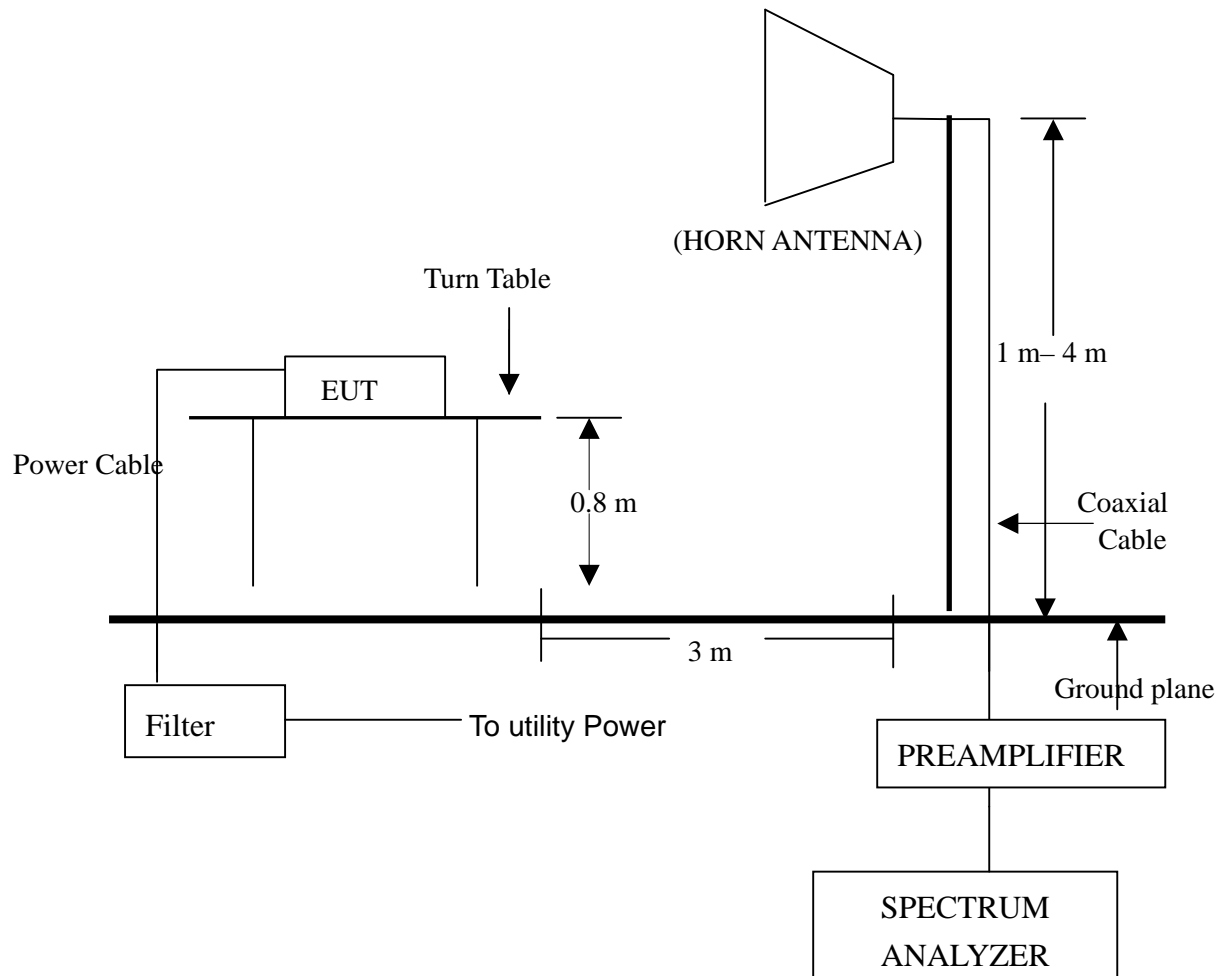 (HORN ANTENNA)
Turn Table
1 m– 4 m
EUT
Power Cable
0.8 m
Coaxial
Cable
3 m
Ground plane
Filter
To utility Power
PREAMPLIFIER
SPECTRUM
ANALYZER